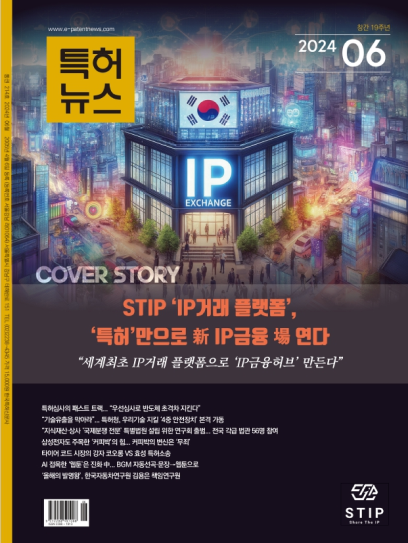 www.e-patentnews.com
창간 19주년
특허
뉴스
2024 06
IP
EXCHANGE
COVER STORY
STIP ‘IP거래 플랫폼’,
‘특허’만으로 新 IP금융 場 연다
“세계최초 IP거래 플랫폼으로 ‘IP금융허브’ 만든다”
특허심사의 패스트 트랙... “우선심사로 반도체 초격차 지킨다”
“기술유출을 막아라”... 특허청, 우리기술 지킬 ‘4중 안전장치’ 본격 가동
“지식재산·상사 ‘국제분쟁 전문’ 특별법원 설립 위한 연구회 출범... 전국 각급 법관 56명 참여
삼성전자도 주목한 ‘커피박’의 힘... 커피박의 변신은 ‘무죄’
타이어 코드 시장의 강자 코오롱 VS 효성 특허소송
AI 접목한 ‘웹툰’은 진화 中... BGM 자동선곡·문장→웹툰으로
‘올해의 발명왕’, 한국자동차연구원 김용은 책임연구원
STIP
Share The IP